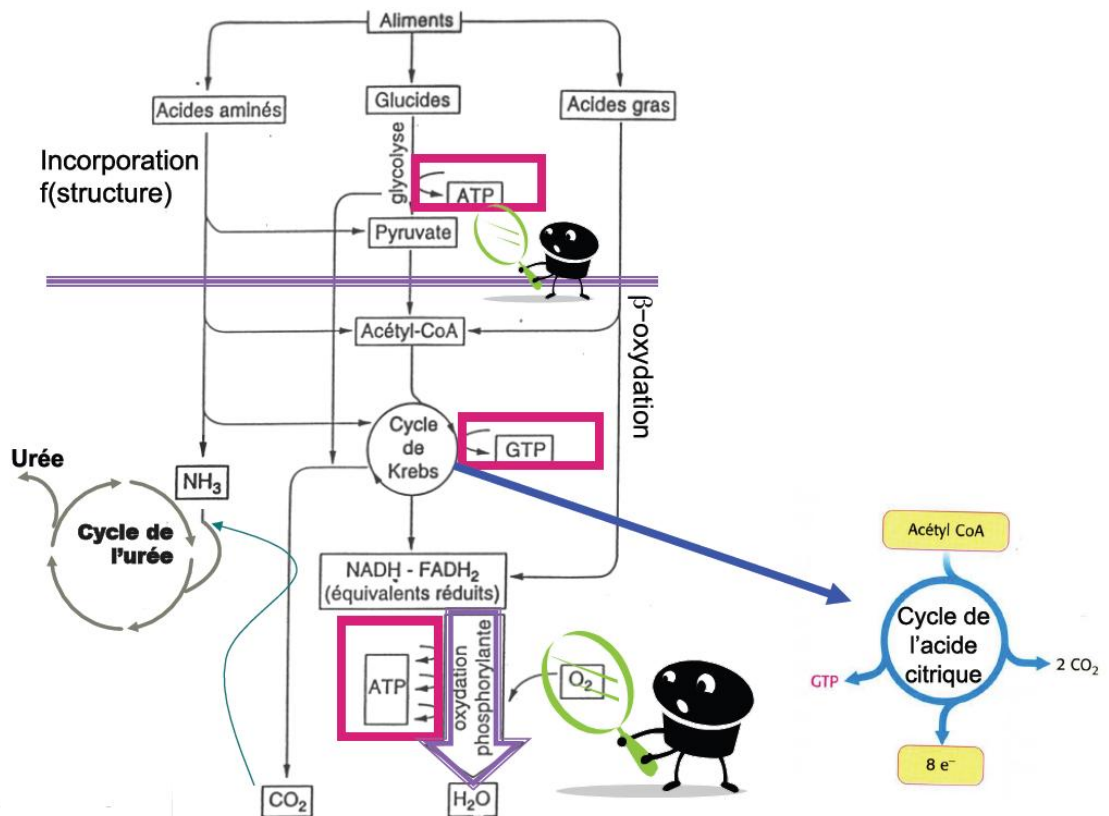 Aliments
Acides aminés
Glucides
Acides gras
Incorporation
f(structure)
glycolyse
ATP
Pyruvate
β-oxydation
Acétyl-CoA
Cycle
de
Krebs
GTP
Urée
NH₃
Cycle de
l'urée
NADH - FADH₂
(équivalents réduits)
ATP
oxydation
phosphorylante
O₂
CO₂
H₂O
Acétyl CoA
Cycle de
l'acide
citrique
GTP
2 CO₂
8 e⁻